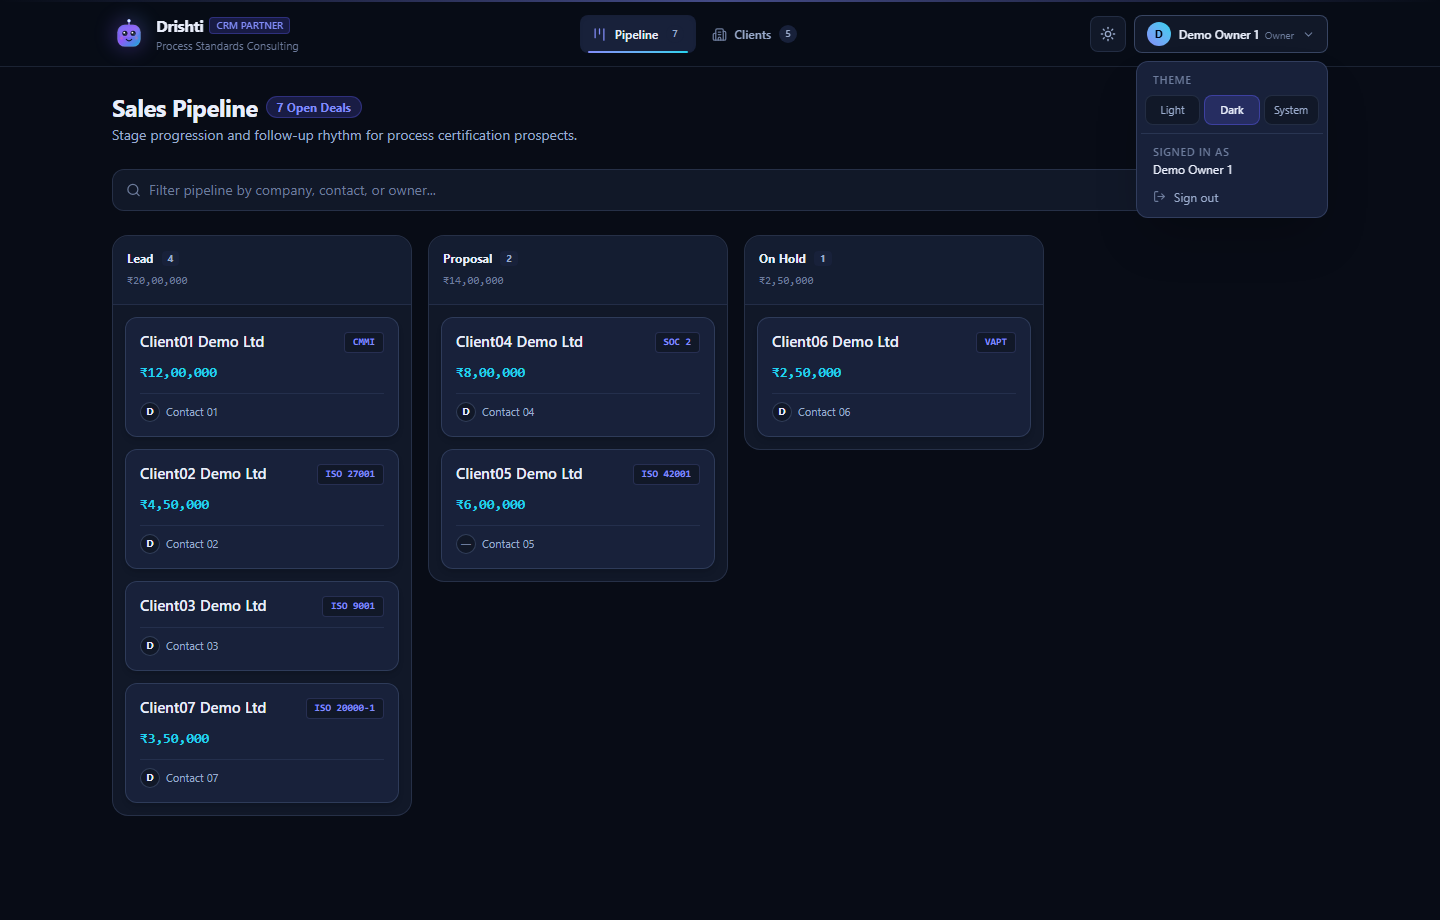 Drishti CRM PARTNER
Process Standards Consulting
Pipeline 7
Clients 5
D Demo Owner 1 Owner
THEME
Light Dark System
SIGNED IN AS
Demo Owner 1
Sign out
Sales Pipeline 7 Open Deals
Stage progression and follow-up rhythm for process certification prospects.
Filter pipeline by company, contact, or owner...
Lead 4
₹20,00,000
Client01 Demo Ltd CMMI
₹12,00,000
D Contact 01
Client02 Demo Ltd ISO 27001
₹4,50,000
D Contact 02
Client03 Demo Ltd ISO 9001
D Contact 03
Client07 Demo Ltd ISO 20000-1
₹3,50,000
D Contact 07
Proposal 2
₹14,00,000
Client04 Demo Ltd SOC 2
₹8,00,000
D Contact 04
Client05 Demo Ltd ISO 42001
₹6,00,000
— Contact 05
On Hold 1
₹2,50,000
Client06 Demo Ltd VAPT
₹2,50,000
D Contact 06